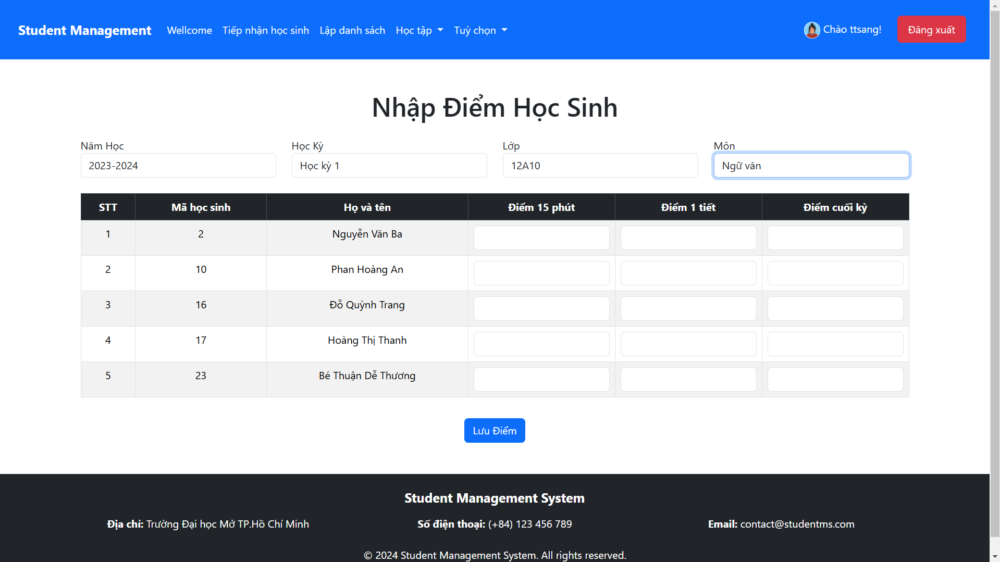 Student Management Wellcome Tiếp nhận học sinh Lập danh sách Học tập Tuỳ chọn Chào ttsang! Đăng xuất
Nhập Điểm Học Sinh
Năm Học Học Kỳ Lớp Môn
2023-2024 Học kỳ 1 12A10 Ngữ văn
STT Mã học sinh Họ và tên Điểm 15 phút Điểm 1 tiết Điểm cuối kỳ
1 2 Nguyễn Văn Ba
2 10 Phan Hoàng An
3 16 Đỗ Quỳnh Trang
4 17 Hoàng Thị Thanh
5 23 Bé Thuận Dễ Thương
Lưu Điểm
Student Management System
Địa chỉ: Trường Đại học Mở TP.Hồ Chí Minh Số điện thoại: (+84) 123 456 789 Email: contact@studentms.com
© 2024 Student Management System. All rights reserved.